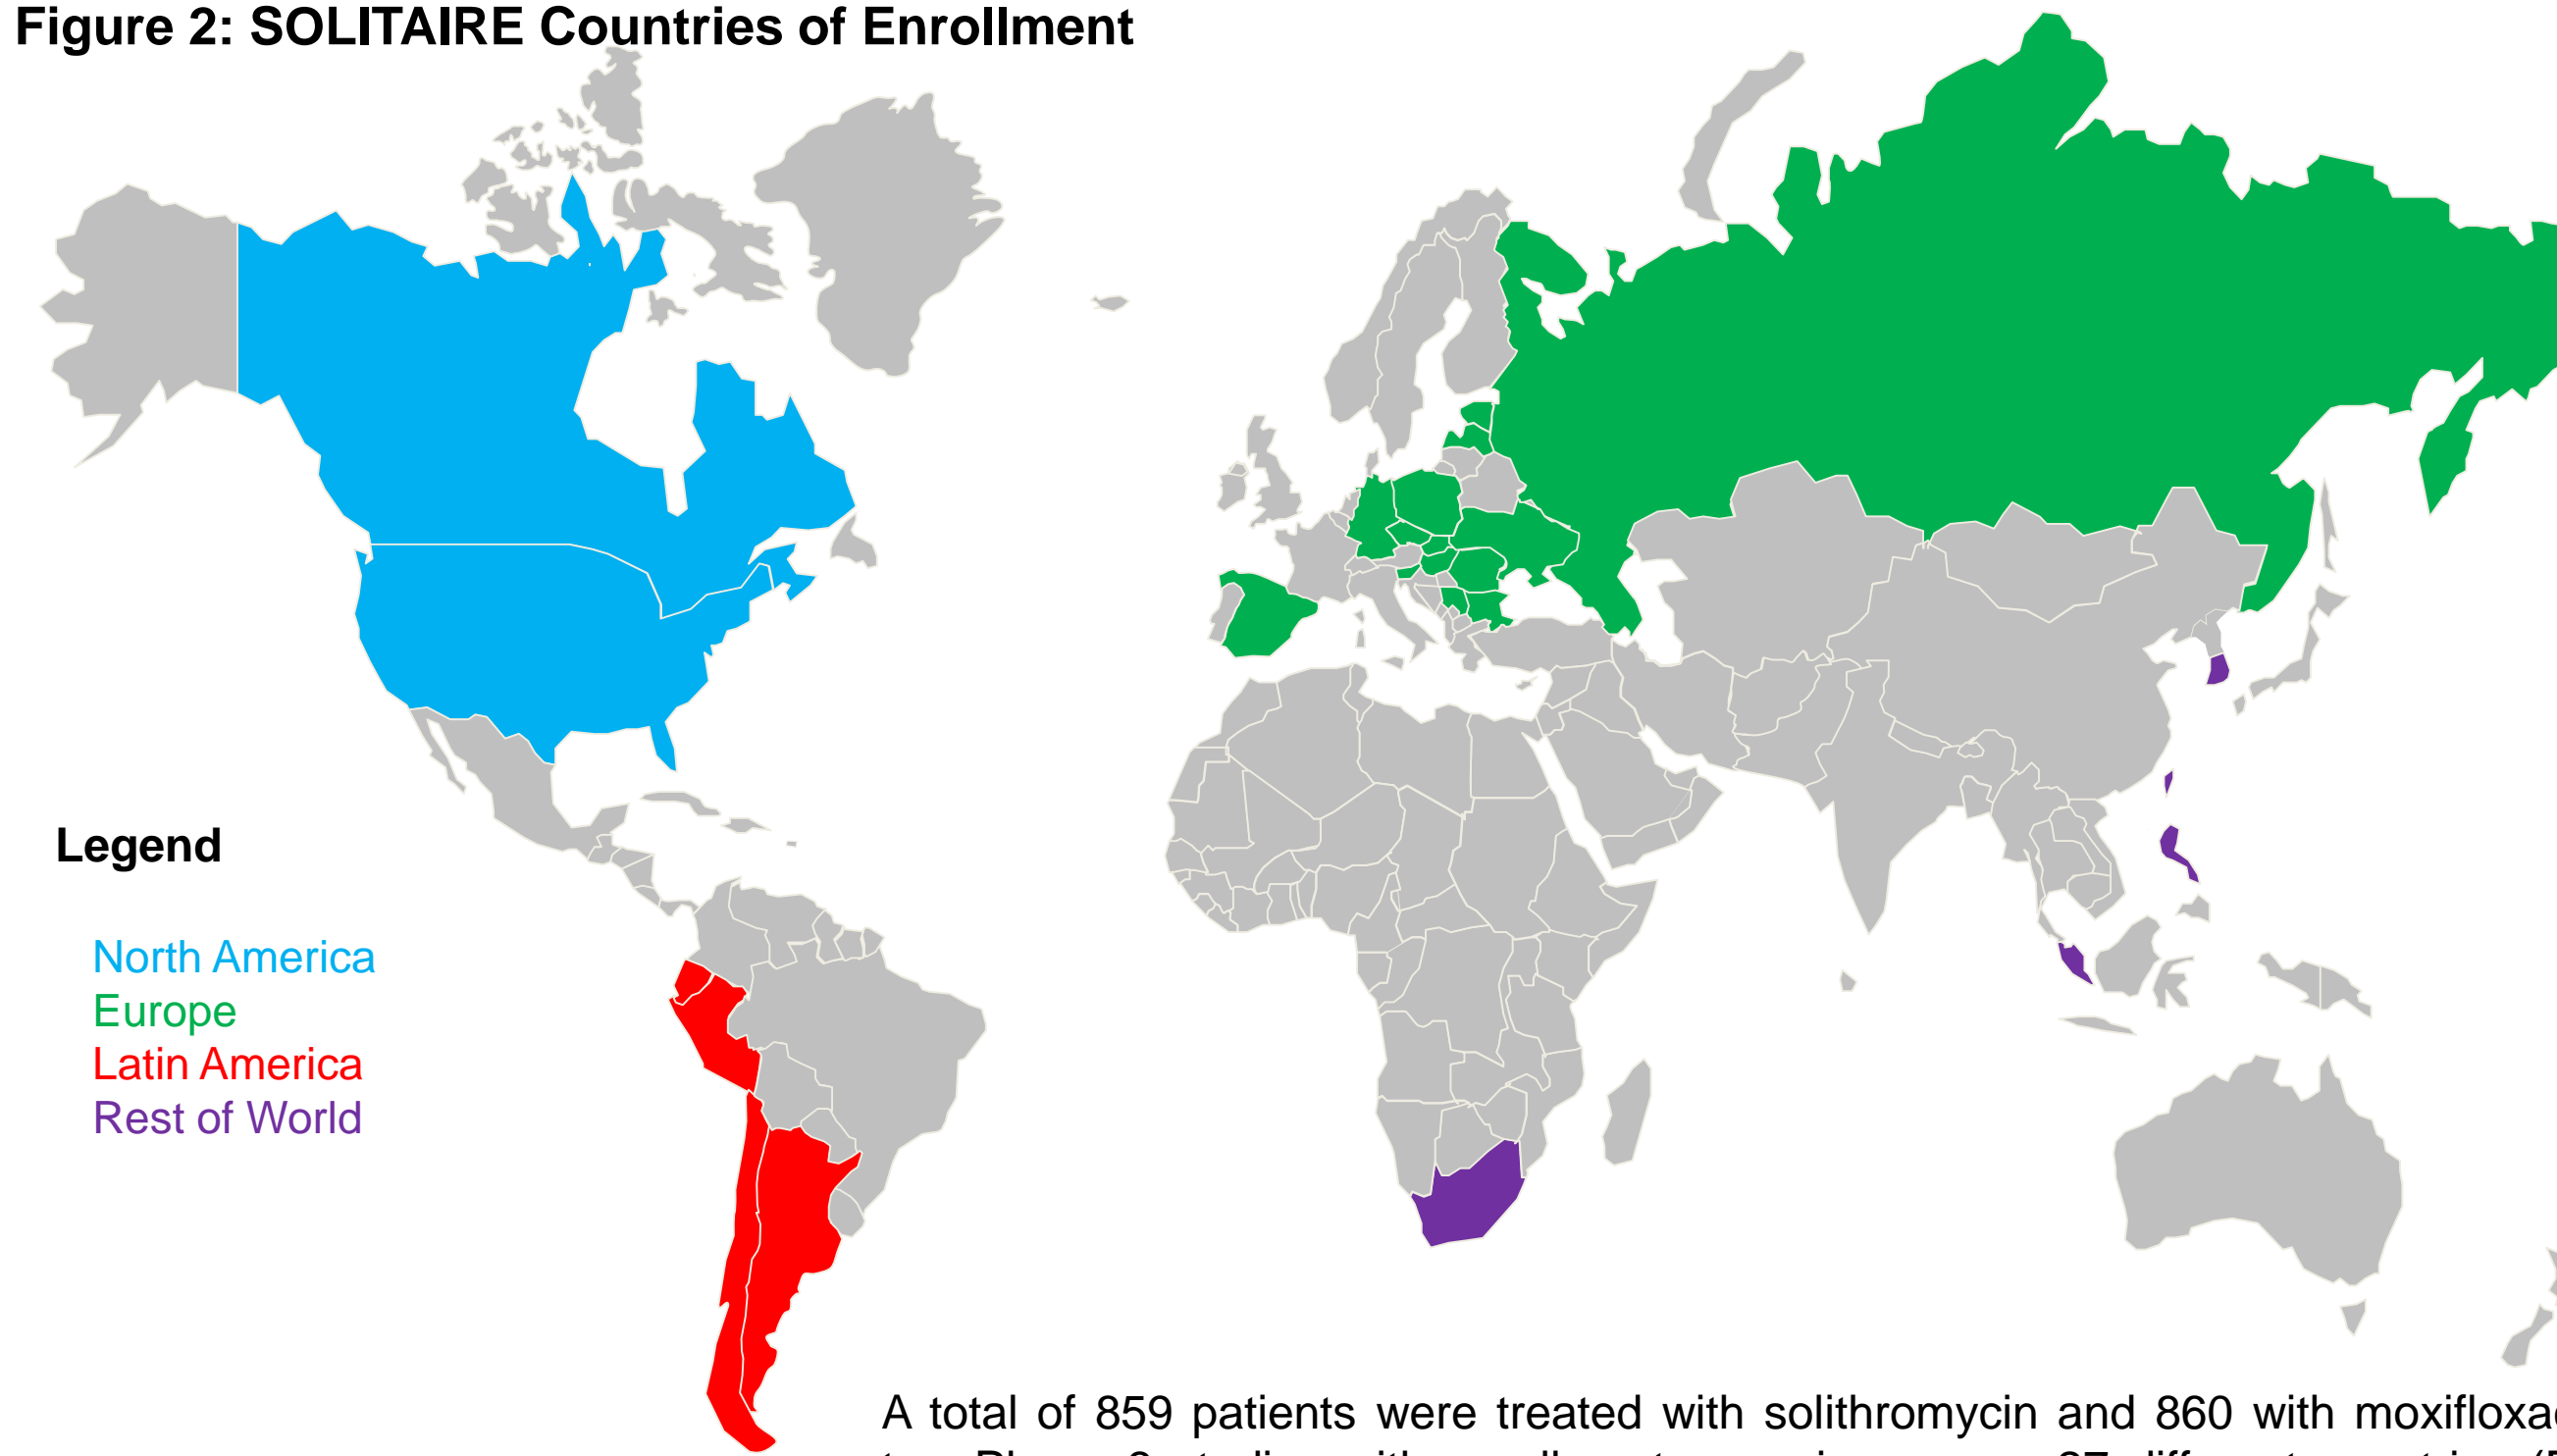 Figure 2: SOLITAIRE Countries of Enrollment
Legend
North America
Europe
Latin America
Rest of World
A total of 859 patients were treated with solithromycin and 860 with